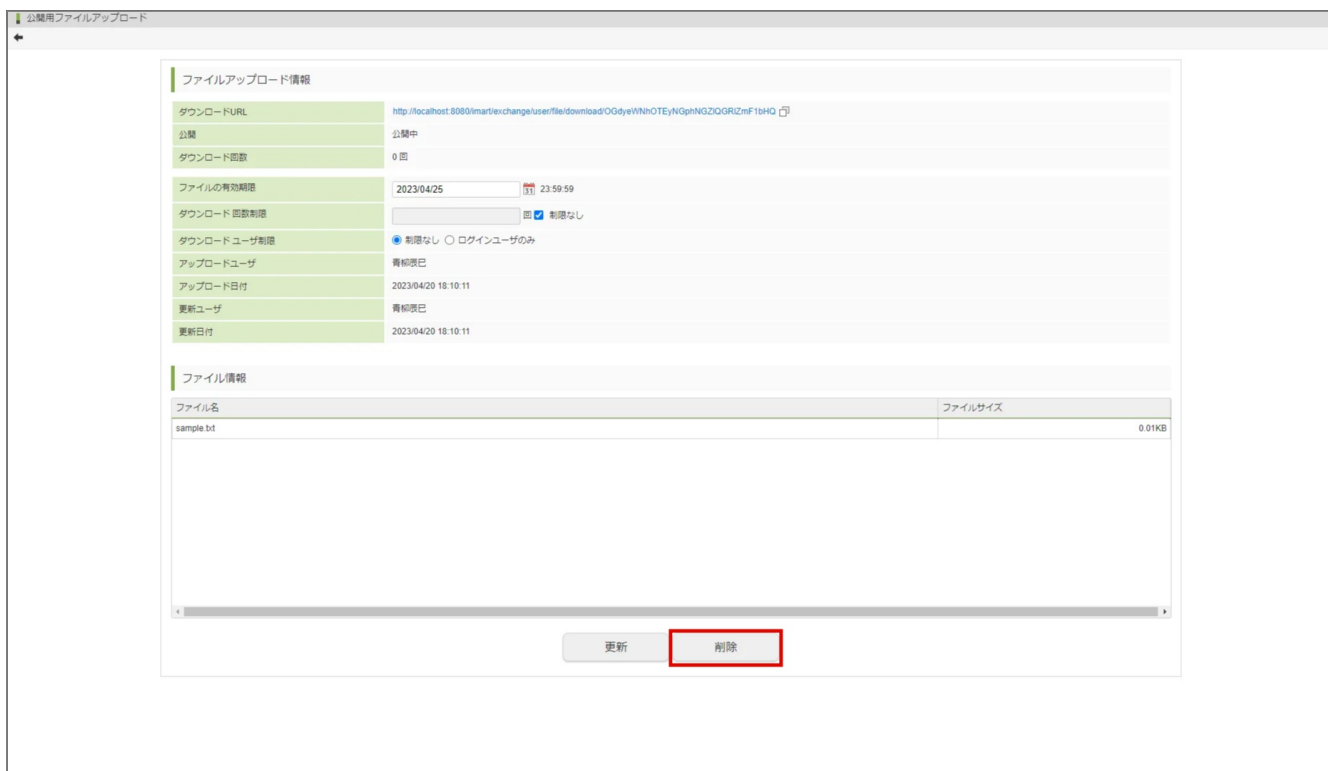 公開用ファイルアップロード
ファイルアップロード情報
ダウンロードURL http://localhost:8080/imart/exchange/user/file/download/OGdyeWNhOTEyNGphNGZlQGRlZmF1bHQ
公開 公開中
ダウンロード回数 0 回
ファイルの有効期限 2023/04/25 31 23:59:59
ダウンロード 回数制限 回 制限なし
ダウンロード ユーザ制限 制限なし ログインユーザのみ
アップロードユーザ 青柳辰巳
アップロード日付 2023/04/20 18:10:11
更新ユーザ 青柳辰巳
更新日付 2023/04/20 18:10:11
ファイル情報
ファイル名 ファイルサイズ
sample.txt 0.01KB
更新 削除